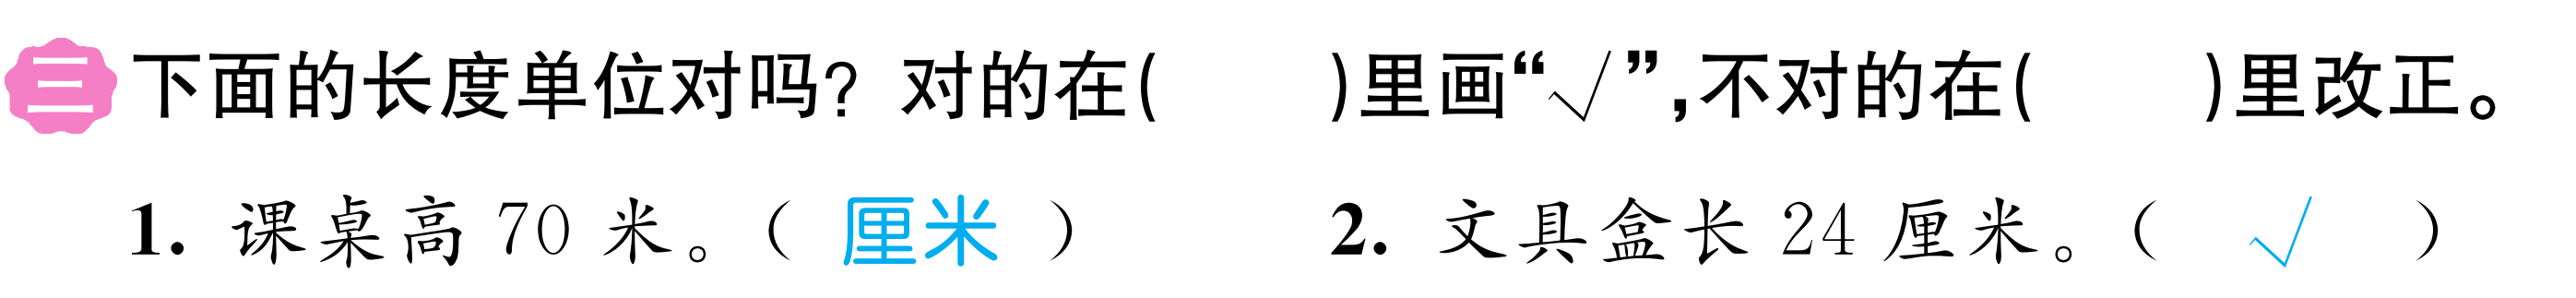 三 下面的长度单位对吗？对的在(    )里画“√”,不对的在(    )里改正。
1. 课桌高 70 米。（ 厘米 ）    2. 文具盒长 24 厘米。（ √ ）